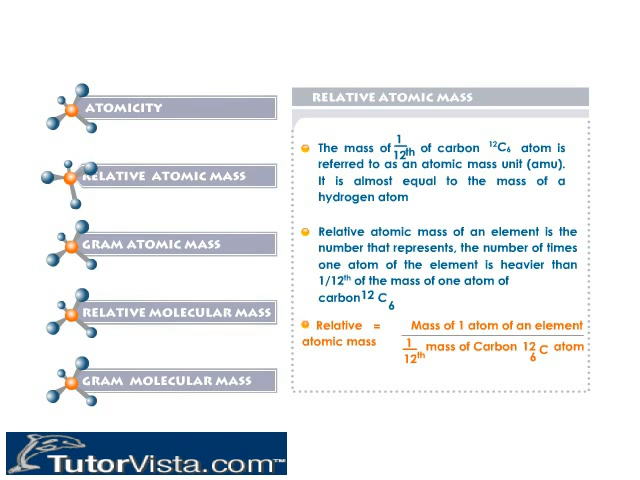 ATOMICITY
RELATIVE ATOMIC MASS
GRAM ATOMIC MASS
RELATIVE MOLECULAR MASS
GRAM MOLECULAR MASS
RELATIVE ATOMIC MASS
The mass of 1/12th of carbon ¹²C₆ atom is
referred to as an atomic mass unit (amu).
It is almost equal to the mass of a
hydrogen atom
Relative atomic mass of an element is the
number that represents, the number of times
one atom of the element is heavier than
1/12th of the mass of one atom of
carbon 12 C 6
Relative = Mass of 1 atom of an element
atomic mass 1/12th mass of Carbon 12 6 C atom
TutorVista.com™